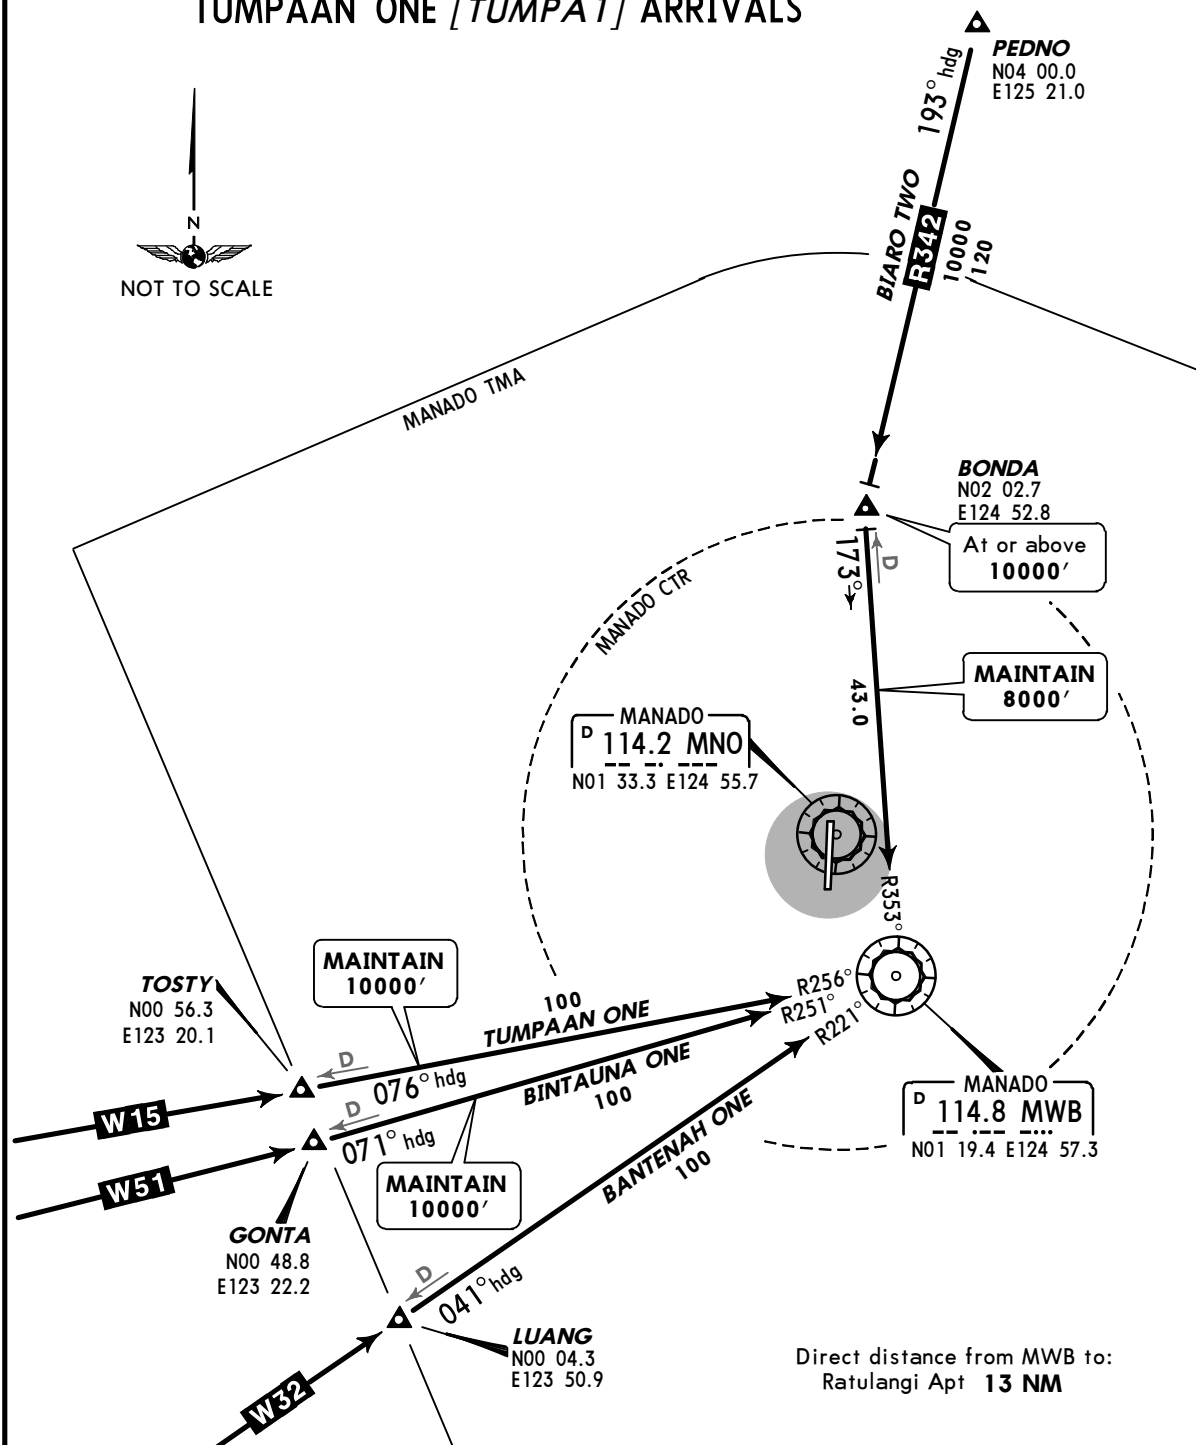 TUMPAAN ONE [TUMPA1] ARRIVALS
PEDNO
N04 00.0
E125 21.0
193° hdg
N
NOT TO SCALE
BIARO TWO
R342
10000
120
MANADO TMA
BONDA
N02 02.7
E124 52.8
At or above
10000'
173°
D
MANADO CTR
MAINTAIN
8000'
43.0
MANADO
D 114.2 MNO
N01 33.3 E124 55.7
R353°
TOSTY
N00 56.3
E123 20.1
MAINTAIN
10000'
100
TUMPAAN ONE
R256°
R251°
R221°
D
076° hdg
W15
BINTAUNA ONE
100
D
071° hdg
W51
MANADO
D 114.8 MWB
N01 19.4 E124 57.3
BANTENAH ONE
100
MAINTAIN
10000'
GONTA
N00 48.8
E123 22.2
D
041° hdg
LUANG
N00 04.3
E123 50.9
W32
Direct distance from MWB to:
Ratulangi Apt 13 NM